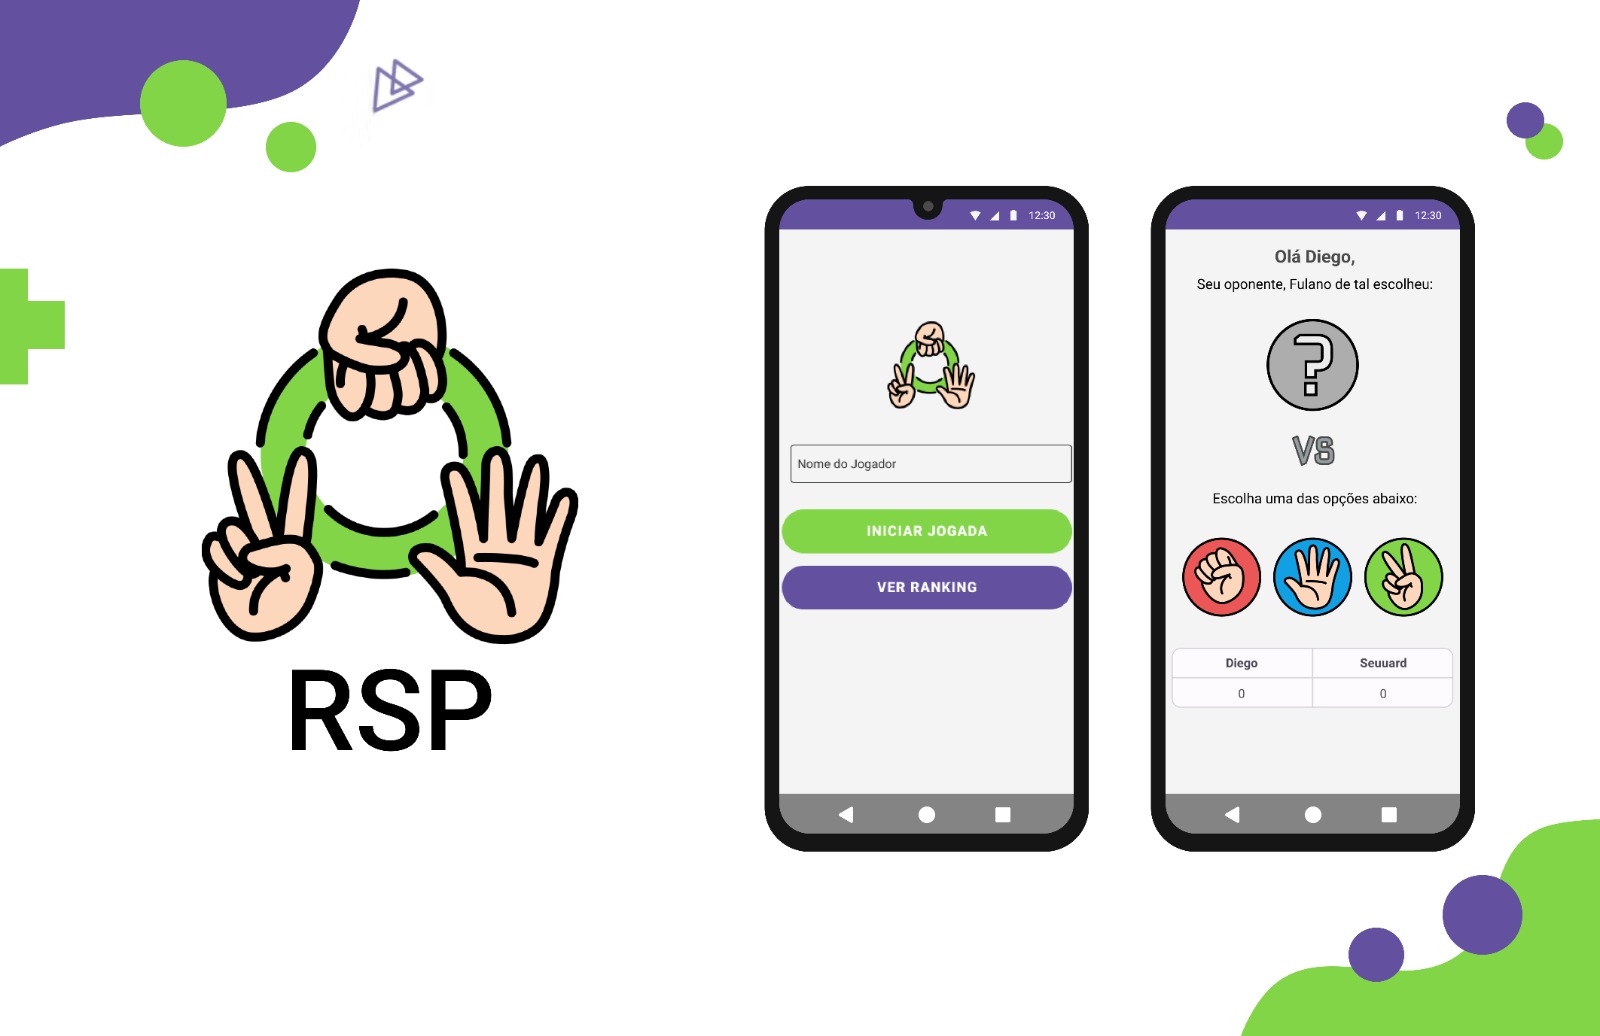 RSP
12:30
Nome do Jogador
INICIAR JOGADA
VER RANKING
12:30
Olá Diego,
Seu oponente, Fulano de tal escolheu:
?
VS
Escolha uma das opções abaixo:
Diego Seuuard
0 0